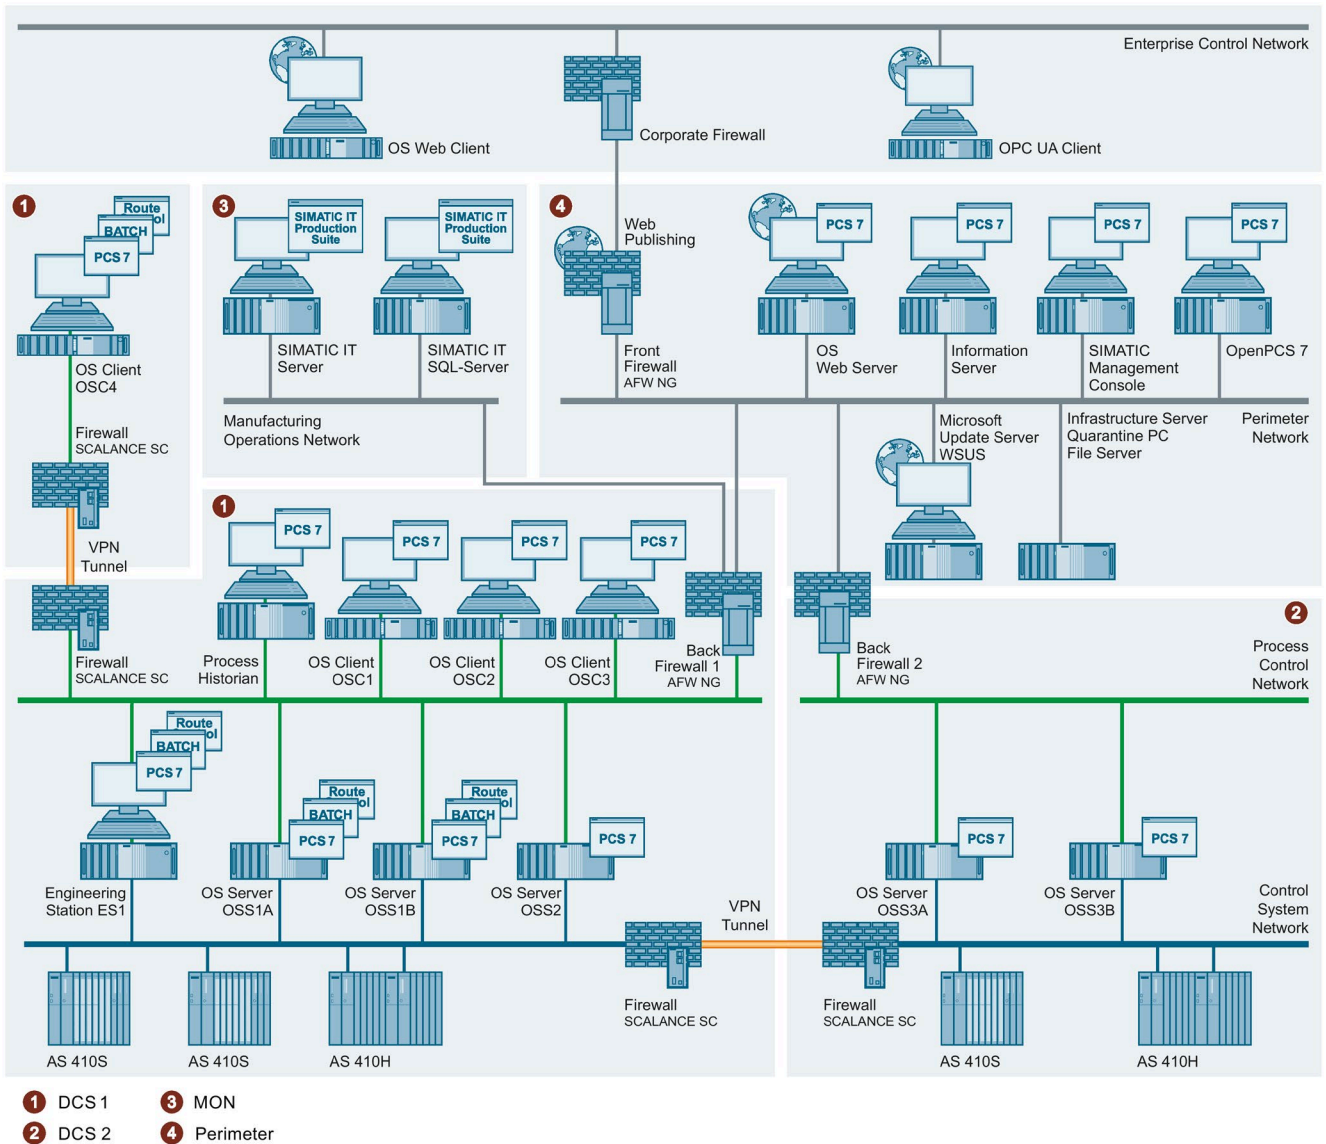 Enterprise Control Network
OS Web Client
Corporate Firewall
OPC UA Client
1
Route
ol
BATCH
PCS 7
OS Client
OSC4
Firewall
SCALANCE SC
VPN
Tunnel
Firewall
SCALANCE SC
3
SIMATIC IT
Production
Suite
SIMATIC IT
Production
Suite
SIMATIC IT
Server
SIMATIC IT
SQL-Server
Manufacturing
Operations Network
4
Web
Publishing
Front
Firewall
AFW NG
PCS 7
OS
Web Server
PCS 7
Information
Server
PCS 7
SIMATIC
Management
Console
PCS 7
OpenPCS 7
Microsoft
Update Server
WSUS
Infrastructure Server
Quarantine PC
File Server
Perimeter
Network
1
PCS 7
Process
Historian
PCS 7
OS Client
OSC1
PCS 7
OS Client
OSC2
PCS 7
OS Client
OSC3
Back
Firewall 1
AFW NG
Back
Firewall 2
AFW NG
2
Process
Control
Network
Route
ol
BATCH
PCS 7
Engineering
Station ES1
Route
ol
BATCH
PCS 7
OS Server
OSS1A
Route
ol
BATCH
PCS 7
OS Server
OSS1B
PCS 7
OS Server
OSS2
VPN
Tunnel
PCS 7
OS Server
OSS3A
PCS 7
OS Server
OSS3B
Control
System
Network
Firewall
SCALANCE SC
Firewall
SCALANCE SC
AS 410S
AS 410S
AS 410H
AS 410S
AS 410H
1 DCS 1
3 MON
2 DCS 2
4 Perimeter